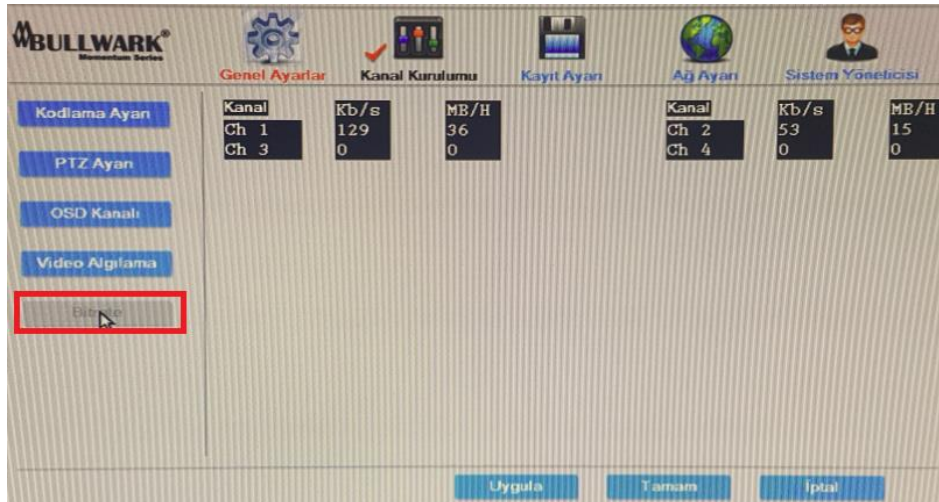 BULLWARK®
Momentum Series
Genel Ayarlar Kanal Kurulumu Kayıt Ayarı Ağ Ayarı Sistem Yöneticisi
Kodlama Ayarı
PTZ Ayarı
OSD Kanalı
Video Algılama
Bitrate
Kanal Kb/s MB/H Kanal Kb/s MB/H
Ch 1 129 36 Ch 2 53 15
Ch 3 0 0 Ch 4 0 0
Uygula Tamam İptal